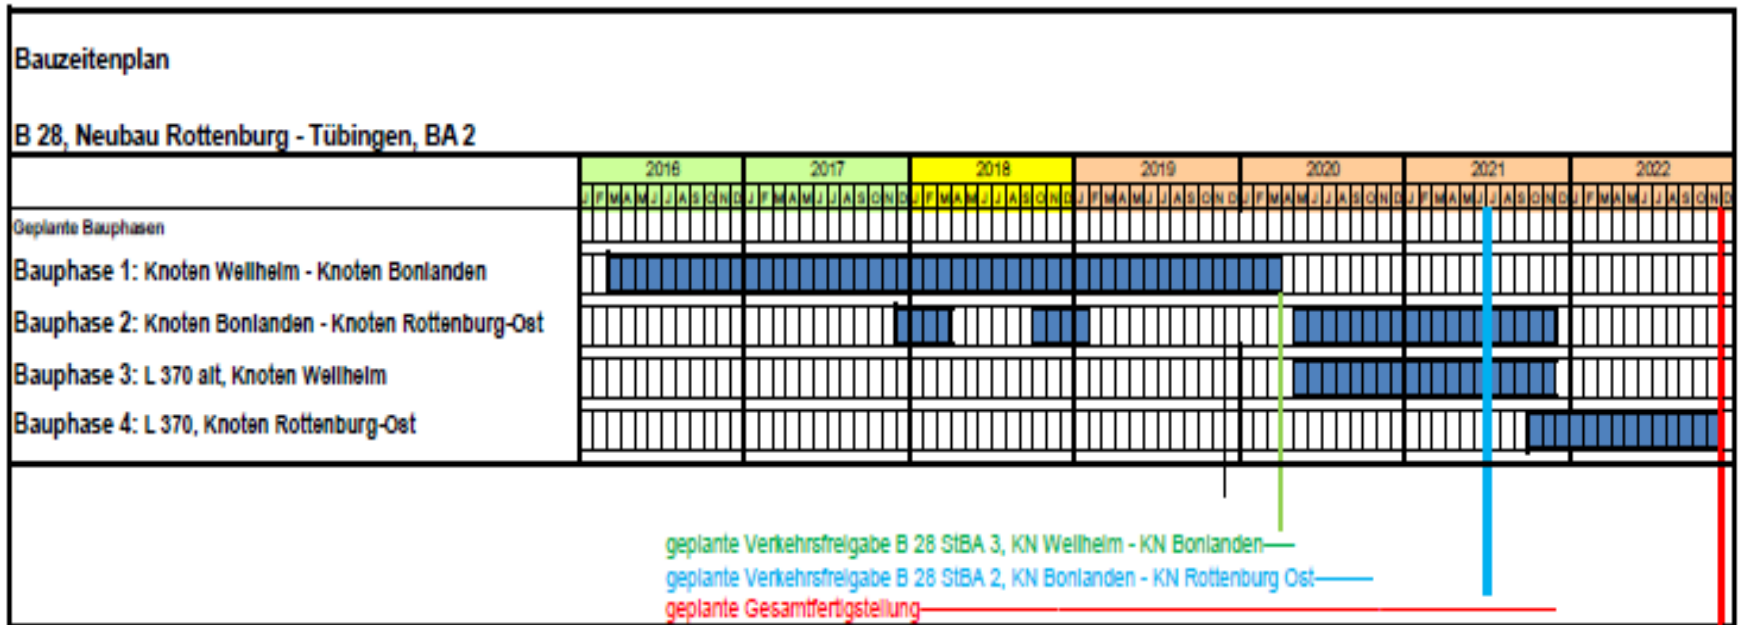 Bauzeitenplan
B 28, Neubau Rottenburg - Tübingen, BA 2
2016 2017 2018 2019 2020 2021 2022
J F M A M J J A S O N D J F M A M J J A S O N D J F M A M J J A S O N D J F M A M J J A S O N D J F M A M J J A S O N D J F M A M J J A S O N D J F M A M J J A S O N D
Geplante Bauphasen
Bauphase 1: Knoten Weilheim - Knoten Bonlanden
Bauphase 2: Knoten Bonlanden - Knoten Rottenburg-Ost
Bauphase 3: L 370 alt, Knoten Weilheim
Bauphase 4: L 370, Knoten Rottenburg-Ost
geplante Verkehrsfreigabe B 28 StBA 3, KN Weilheim - KN Bonlanden
geplante Verkehrsfreigabe B 28 StBA 2, KN Bonlanden - KN Rottenburg Ost
geplante Gesamtfertigstellung